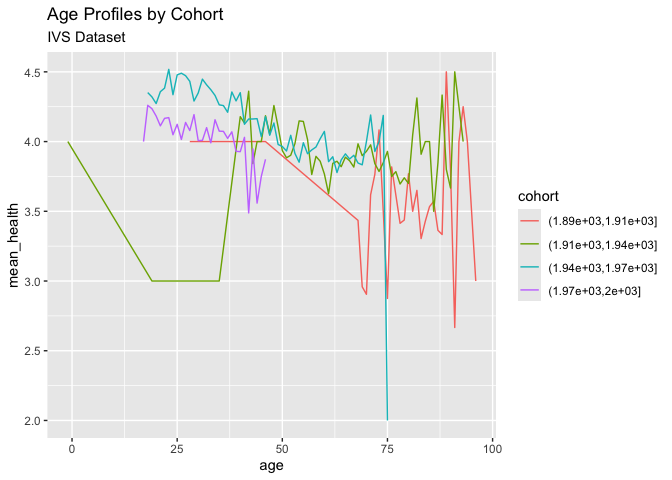 Age Profiles by Cohort
IVS Dataset
4.5
4.0
3.5
3.0
2.5
2.0
mean_health
0
25
50
75
100
age
cohort
(1.89e+03,1.91e+03]
(1.91e+03,1.94e+03]
(1.94e+03,1.97e+03]
(1.97e+03,2e+03]